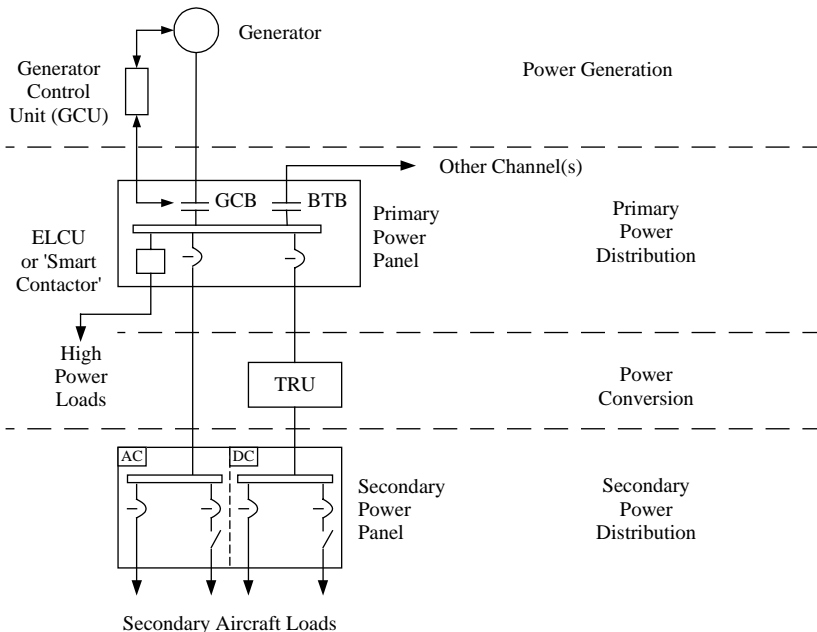 Generator
Generator
Control
Unit (GCU)
Power Generation
Other Channel(s)
GCB
BTB
Primary
Power
Panel
Primary
Power
Distribution
ELCU
or 'Smart
Contactor'
High
Power
Loads
TRU
Power
Conversion
AC
DC
Secondary
Power
Panel
Secondary
Power
Distribution
Secondary Aircraft Loads